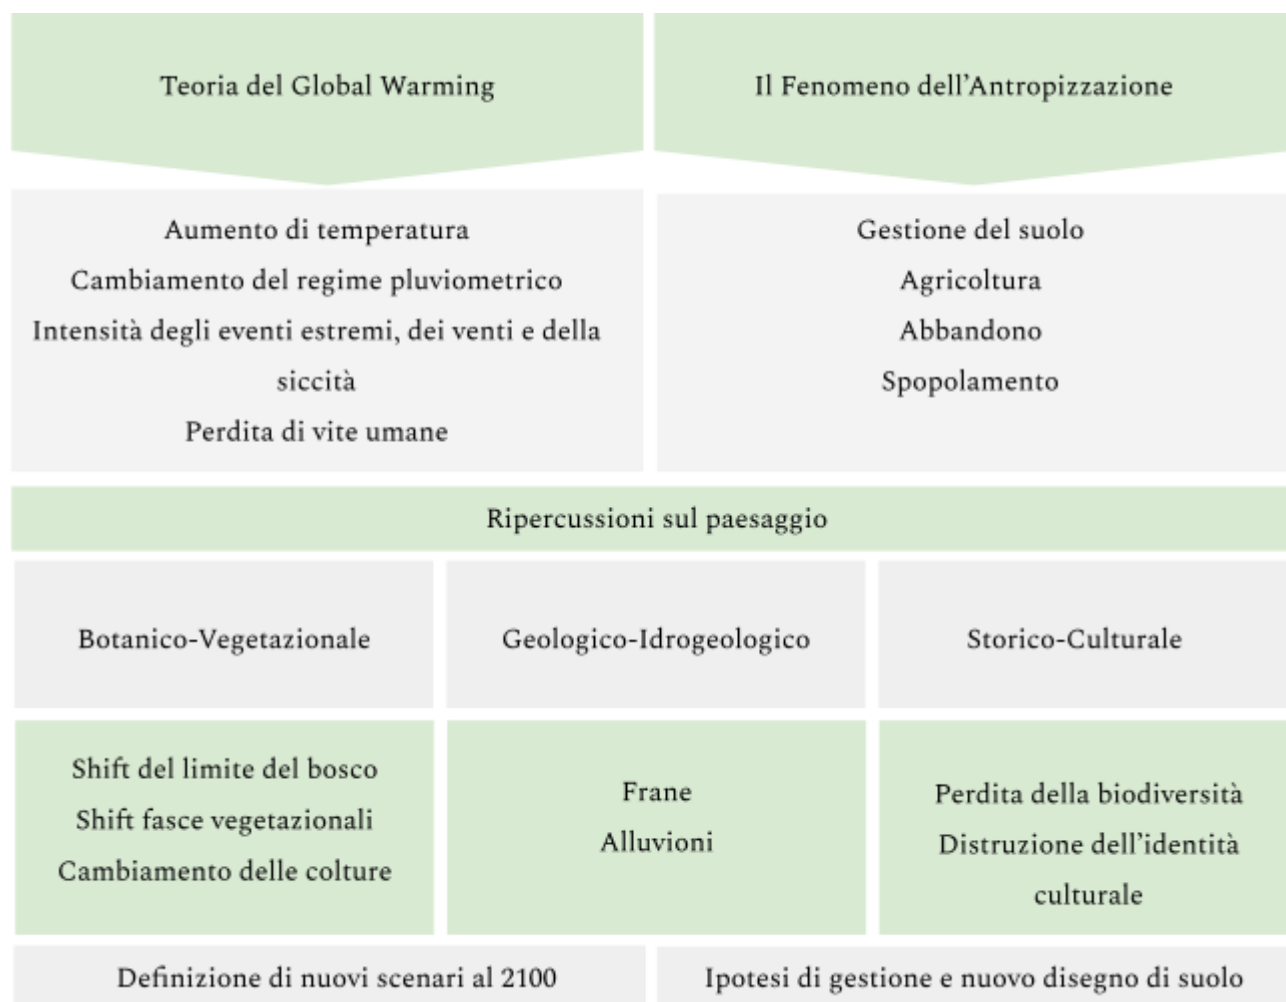 Teoria del Global Warming
Il Fenomeno dell’Antropizzazione
Aumento di temperatura
Cambiamento del regime pluviometrico
Intensità degli eventi estremi, dei venti e della
siccità
Perdita di vite umane
Gestione del suolo
Agricoltura
Abbandono
Spopolamento
Ripercussioni sul paesaggio
Botanico-Vegetazionale
Geologico-Idrogeologico
Storico-Culturale
Shift del limite del bosco
Shift fasce vegetazionali
Cambiamento delle colture
Frane
Alluvioni
Perdita della biodiversità
Distruzione dell’identità
culturale
Definizione di nuovi scenari al 2100
Ipotesi di gestione e nuovo disegno di suolo